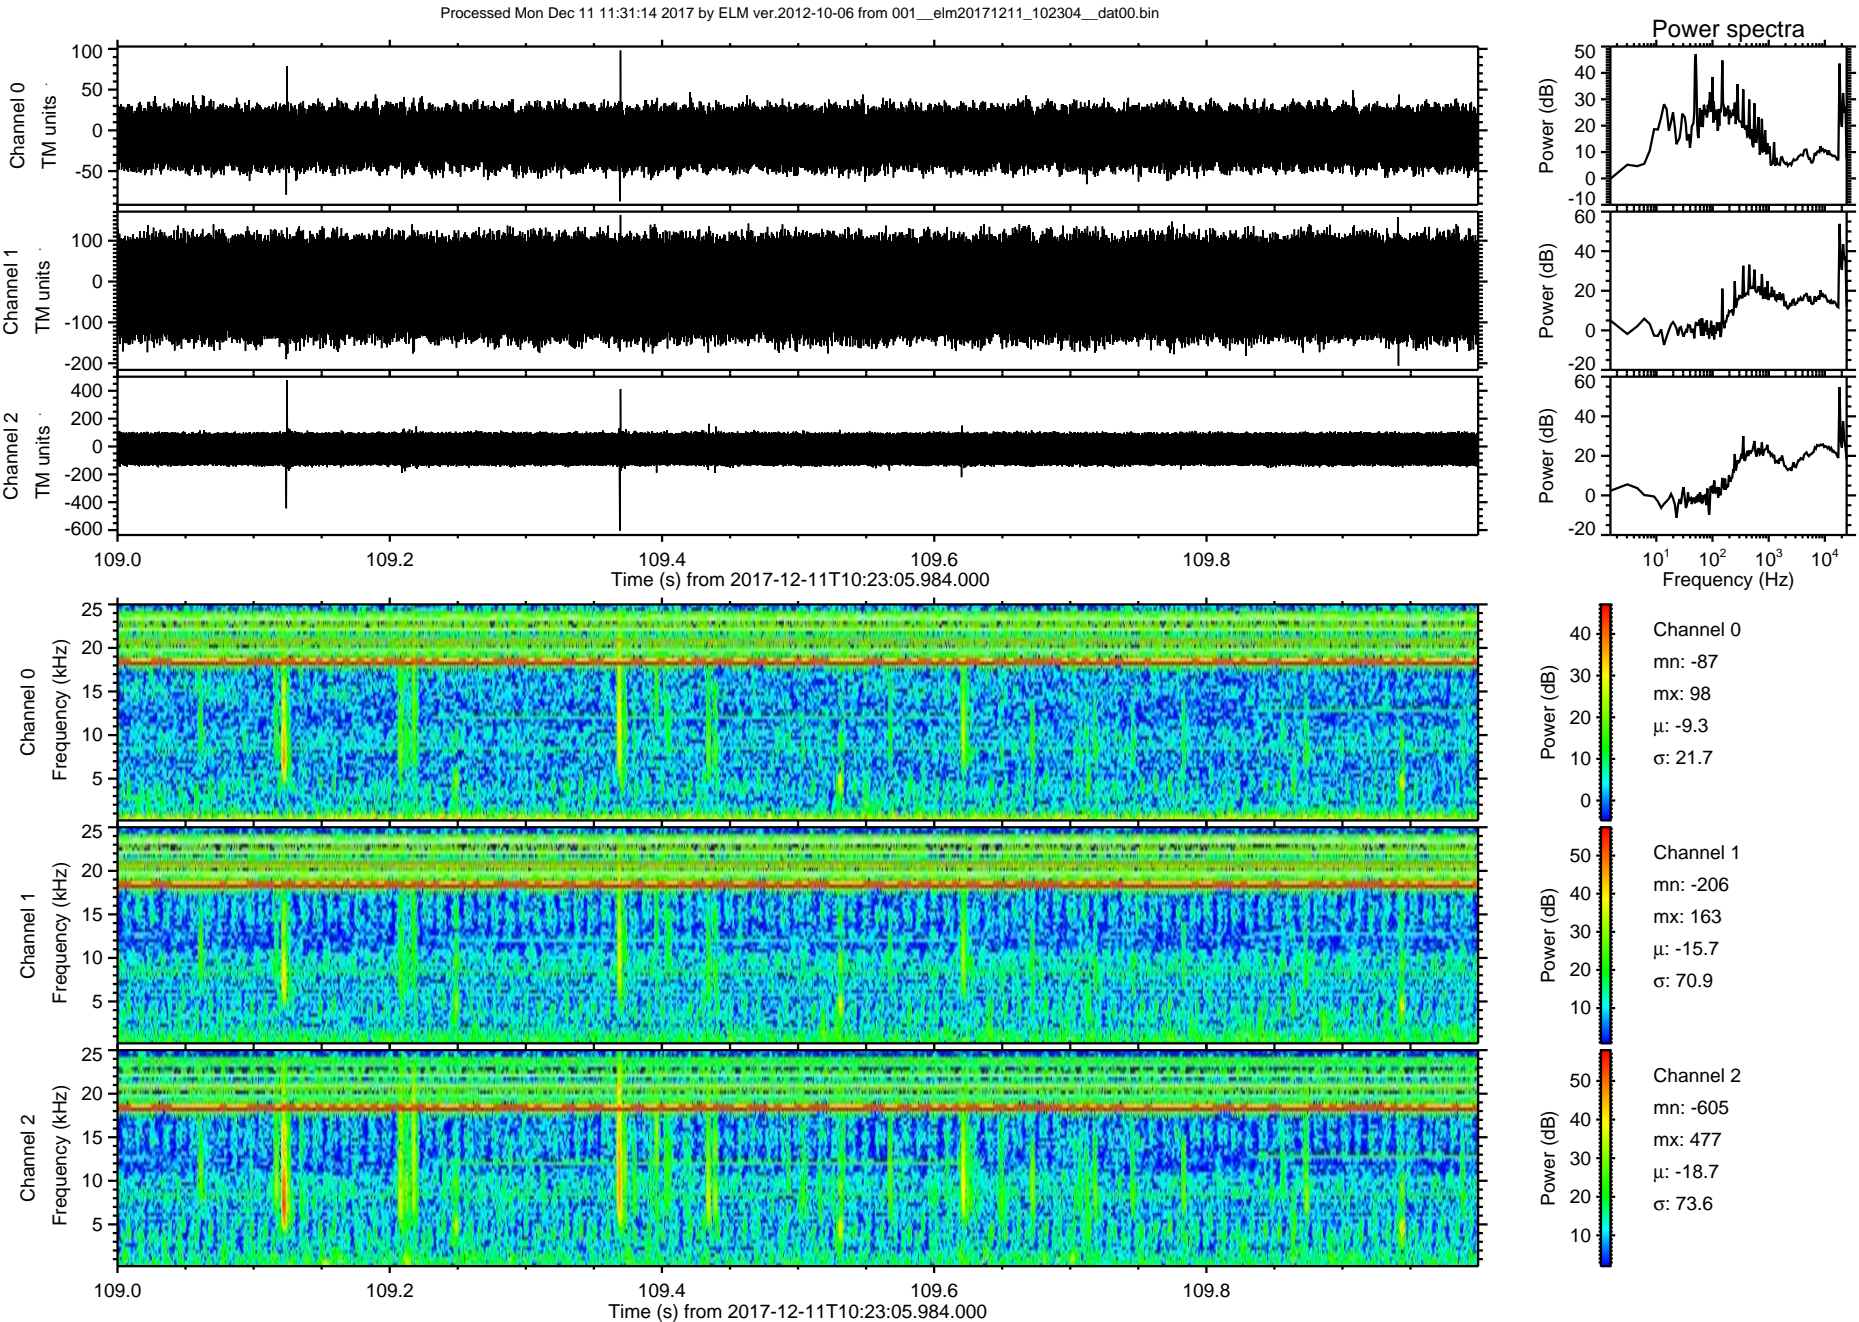 Processed Mon Dec 11 11:31:14 2017 by ELM ver.2012-10-06 from 001__elm20171211_102304__dat00.bin
Power spectra
Channel 0
TM units
100
50
0
-50
Power (dB)
50
40
30
20
10
0
-10
Channel 1
TM units
100
0
-100
-200
Power (dB)
60
40
20
0
-20
Channel 2
TM units
400
200
0
-200
-400
-600
Power (dB)
60
40
20
0
-20
109.0 109.2 109.4 109.6 109.8
Time (s) from 2017-12-11T10:23:05.984.000
10¹ 10² 10³ 10⁴
Frequency (Hz)
Channel 0
Frequency (kHz)
25
20
15
10
5
Power (dB)
40
30
20
10
0
Channel 0
mn: -87
mx: 98
μ: -9.3
σ: 21.7
Channel 1
Frequency (kHz)
25
20
15
10
5
Power (dB)
50
40
30
20
10
Channel 1
mn: -206
mx: 163
μ: -15.7
σ: 70.9
Channel 2
Frequency (kHz)
25
20
15
10
5
Power (dB)
50
40
30
20
10
Channel 2
mn: -605
mx: 477
μ: -18.7
σ: 73.6
109.0 109.2 109.4 109.6 109.8
Time (s) from 2017-12-11T10:23:05.984.000